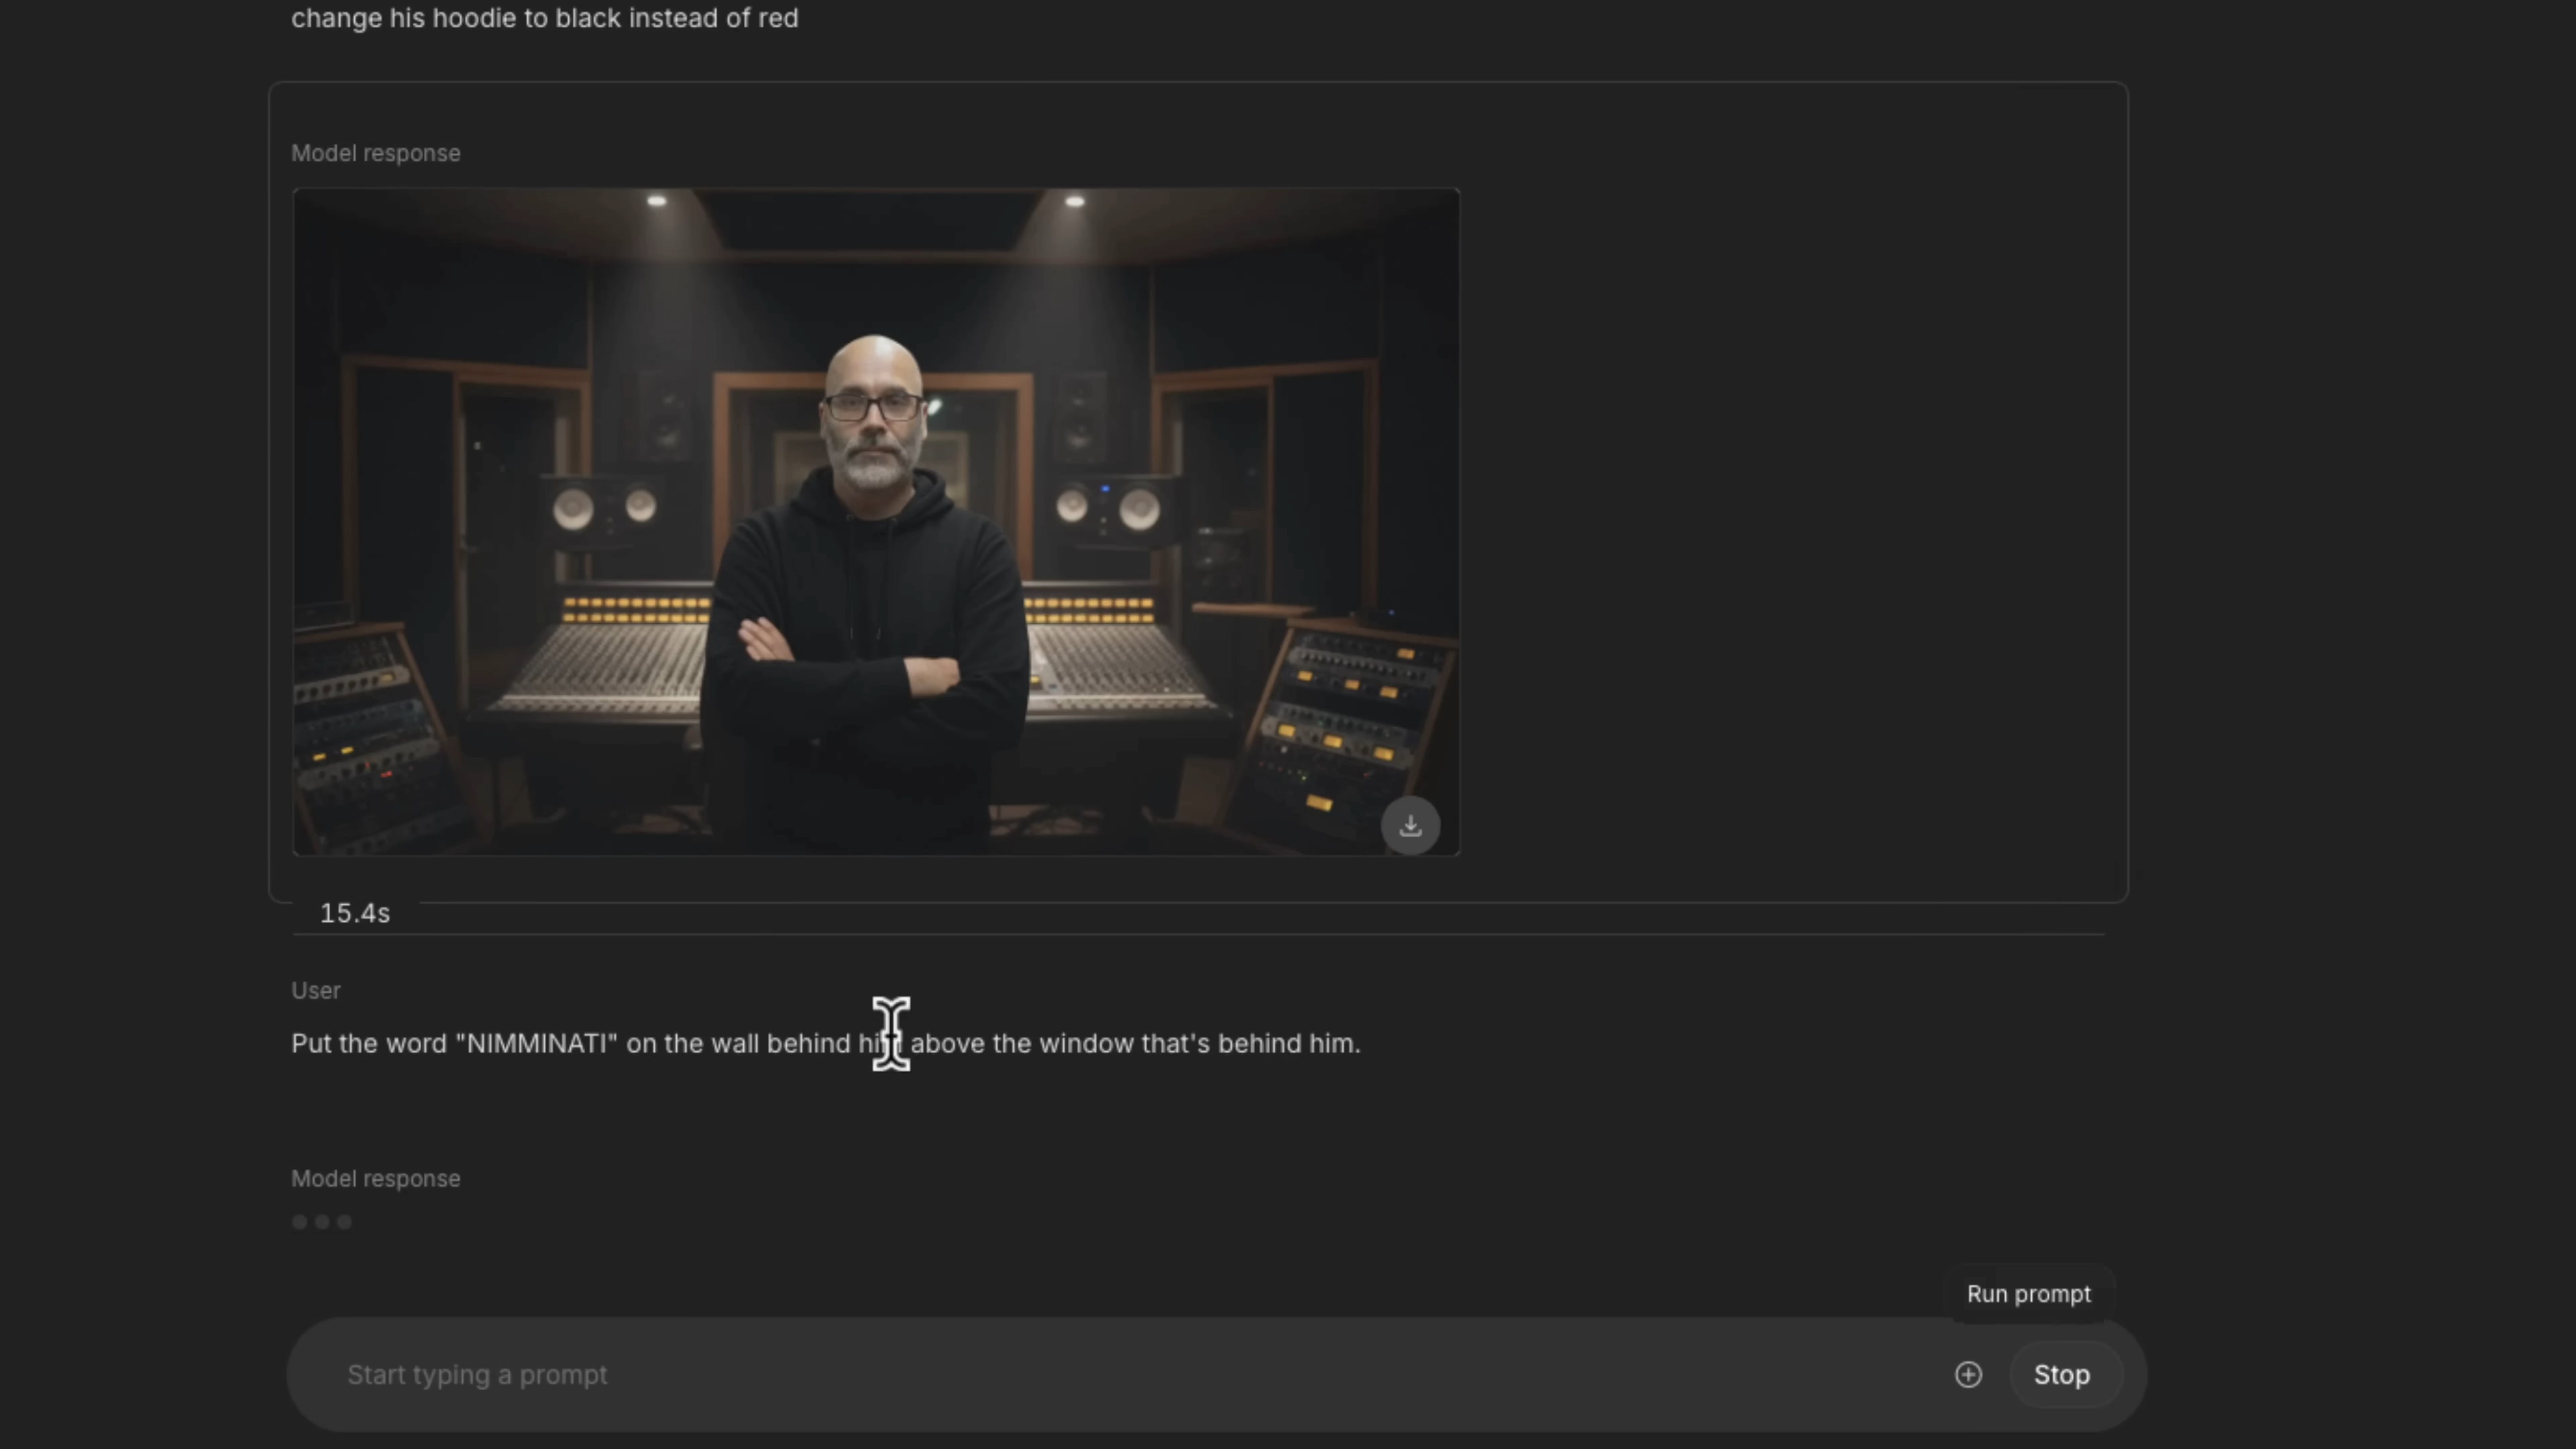 change his hoodie to black instead of red
Model response
15.4s
User
Put the word "NIMMINATI" on the wall behind him above the window that's behind him.
Model response
Run prompt
Start typing a prompt
Stop